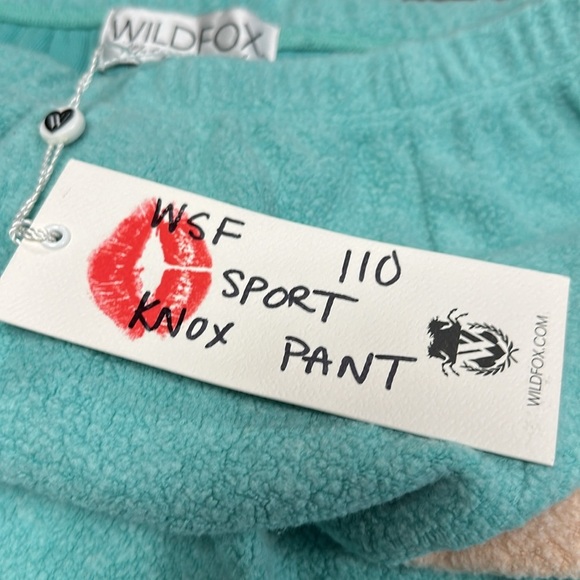 WILDFOX
WSF 110
SPORT
KNOX PANT
WILDFOX.COM